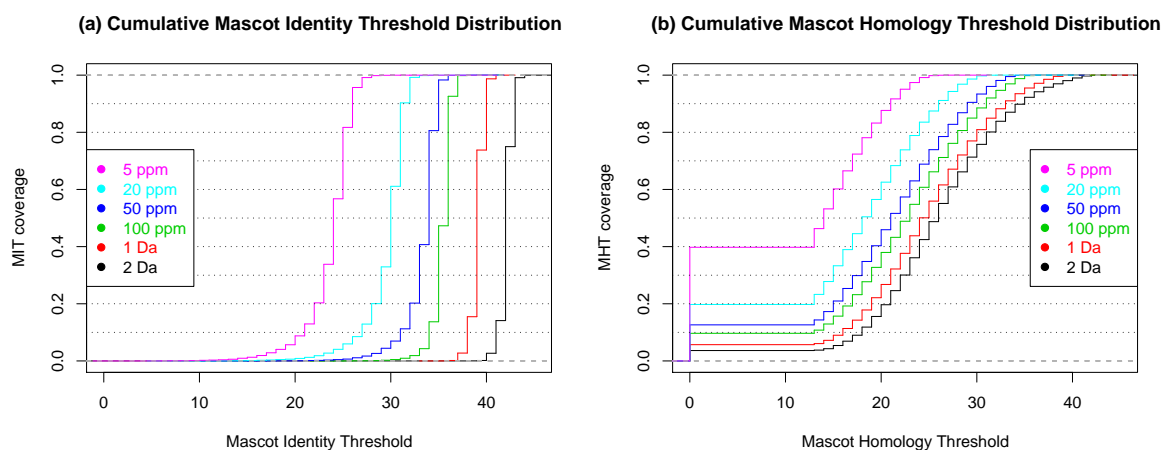 (a) Cumulative Mascot Identity Threshold Distribution
MIT coverage
1.0
0.8
0.6
0.4
0.2
0.0
5 ppm
20 ppm
50 ppm
100 ppm
1 Da
2 Da
0 10 20 30 40
Mascot Identity Threshold
(b) Cumulative Mascot Homology Threshold Distribution
MHT coverage
1.0
0.8
0.6
0.4
0.2
0.0
5 ppm
20 ppm
50 ppm
100 ppm
1 Da
2 Da
0 10 20 30 40
Mascot Homology Threshold